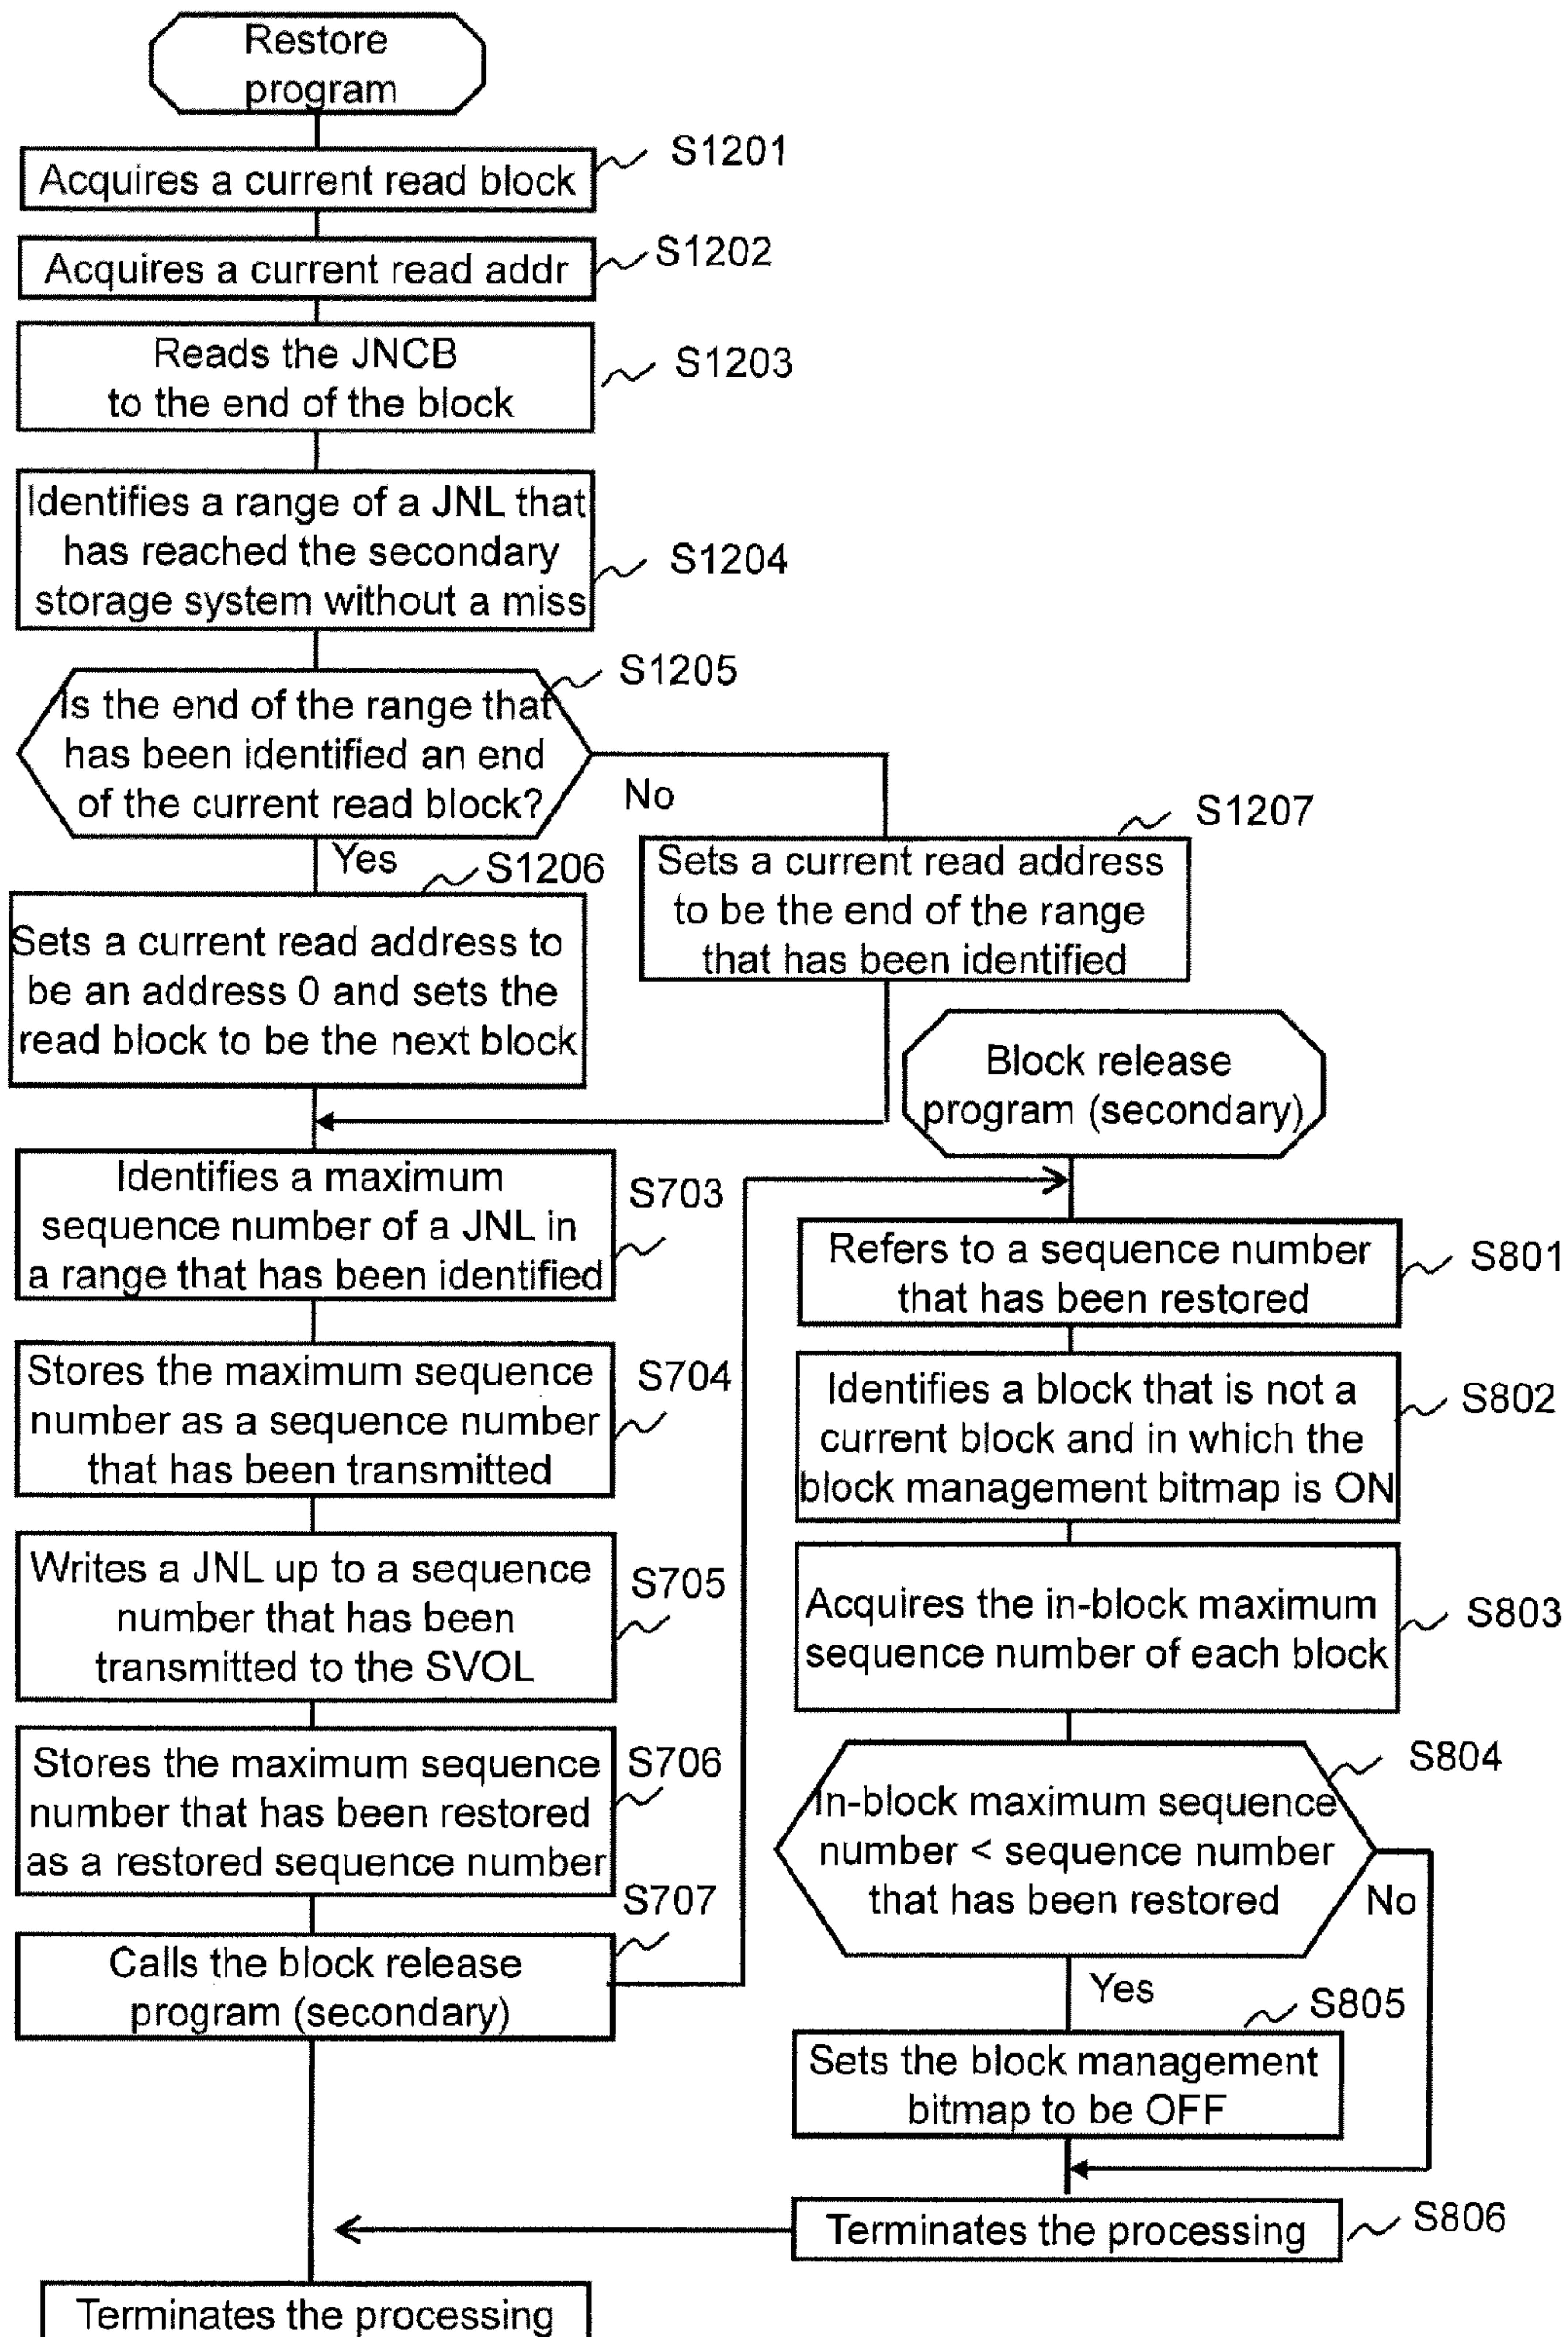 Restore
program
S1201
Acquires a current read block
S1202
Acquires a current read addr
S1203
Reads the JNCB
to the end of the block
S1204
Identifies a range of a JNL that
has reached the secondary
storage system without a miss
S1205
Is the end of the range that
has been identified an end
of the current read block?
No
Yes
S1206
Sets a current read address to
be an address 0 and sets the
read block to be the next block
S1207
Sets a current read address
to be the end of the range
that has been identified
S703
Identifies a maximum
sequence number of a JNL in
a range that has been identified
S704
Stores the maximum sequence
number as a sequence number
that has been transmitted
S705
Writes a JNL up to a sequence
number that has been
transmitted to the SVOL
S706
Stores the maximum sequence
number that has been restored
as a restored sequence number
S707
Calls the block release
program (secondary)
Terminates the processing
Block release
program (secondary)
S801
Refers to a sequence number
that has been restored
S802
Identifies a block that is not a
current block and in which the
block management bitmap is ON
S803
Acquires the in-block maximum
sequence number of each block
S804
In-block maximum sequence
number < sequence number
that has been restored
No
Yes
S805
Sets the block management
bitmap to be OFF
S806
Terminates the processing